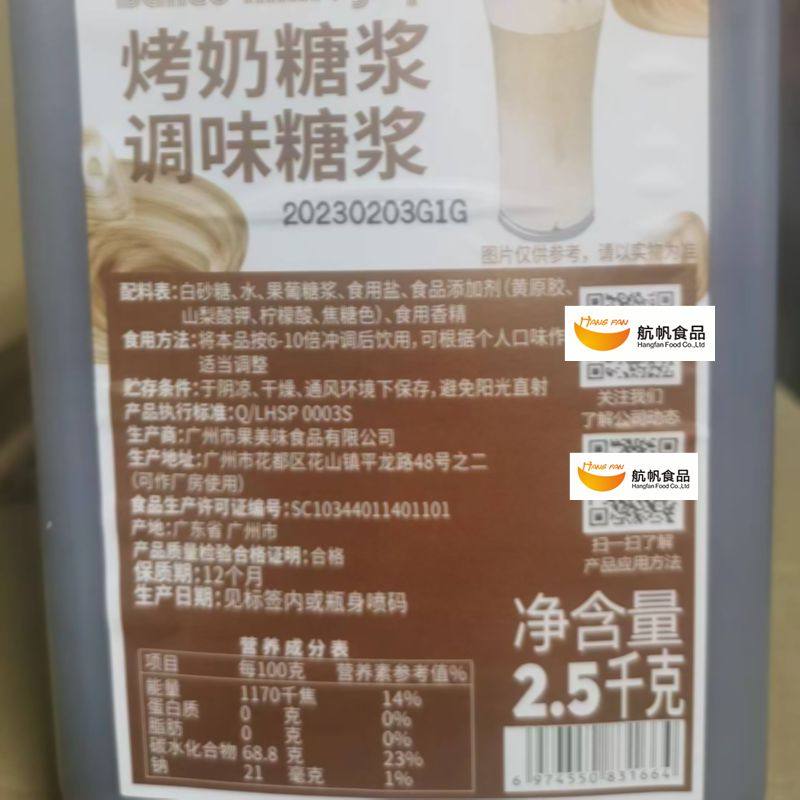 烤奶糖浆
调味糖浆
20230203G1G
图片仅供参考，请以实物为准
配料表：白砂糖、水、果葡糖浆、食用盐、食品添加剂（黄原胶、
山梨酸钾、柠檬酸、焦糖色）、食用香精
食用方法：将本品按6-10倍冲调后饮用，可根据个人口味作
适当调整
贮存条件：于阴凉、干燥、通风环境下保存，避免阳光直射
产品执行标准：Q/LHSP 0003S
生产商：广州市果美味食品有限公司
生产地址：广州市花都区花山镇平龙路48号之二
（可作厂房使用）
食品生产许可证编号：SC10344011401101
产地：广东省 广州市
产品质量检验合格证明：合格
保质期：12个月
生产日期：见标签内或瓶身喷码
HANG FAN
航帆食品
Hangfan Food Co.,Ltd
关注我们
了解公司动态
HANG FAN
航帆食品
Hangfan Food Co.,Ltd
扫一扫了解
产品应用方法
净含量
2.5千克
营养成分表
项目 每100克 营养素参考值%
能量 1170千焦 14%
蛋白质 0 克 0%
脂肪 0 克 0%
碳水化合物 68.8 克 23%
钠 21 毫克 1%
6 974550 831664